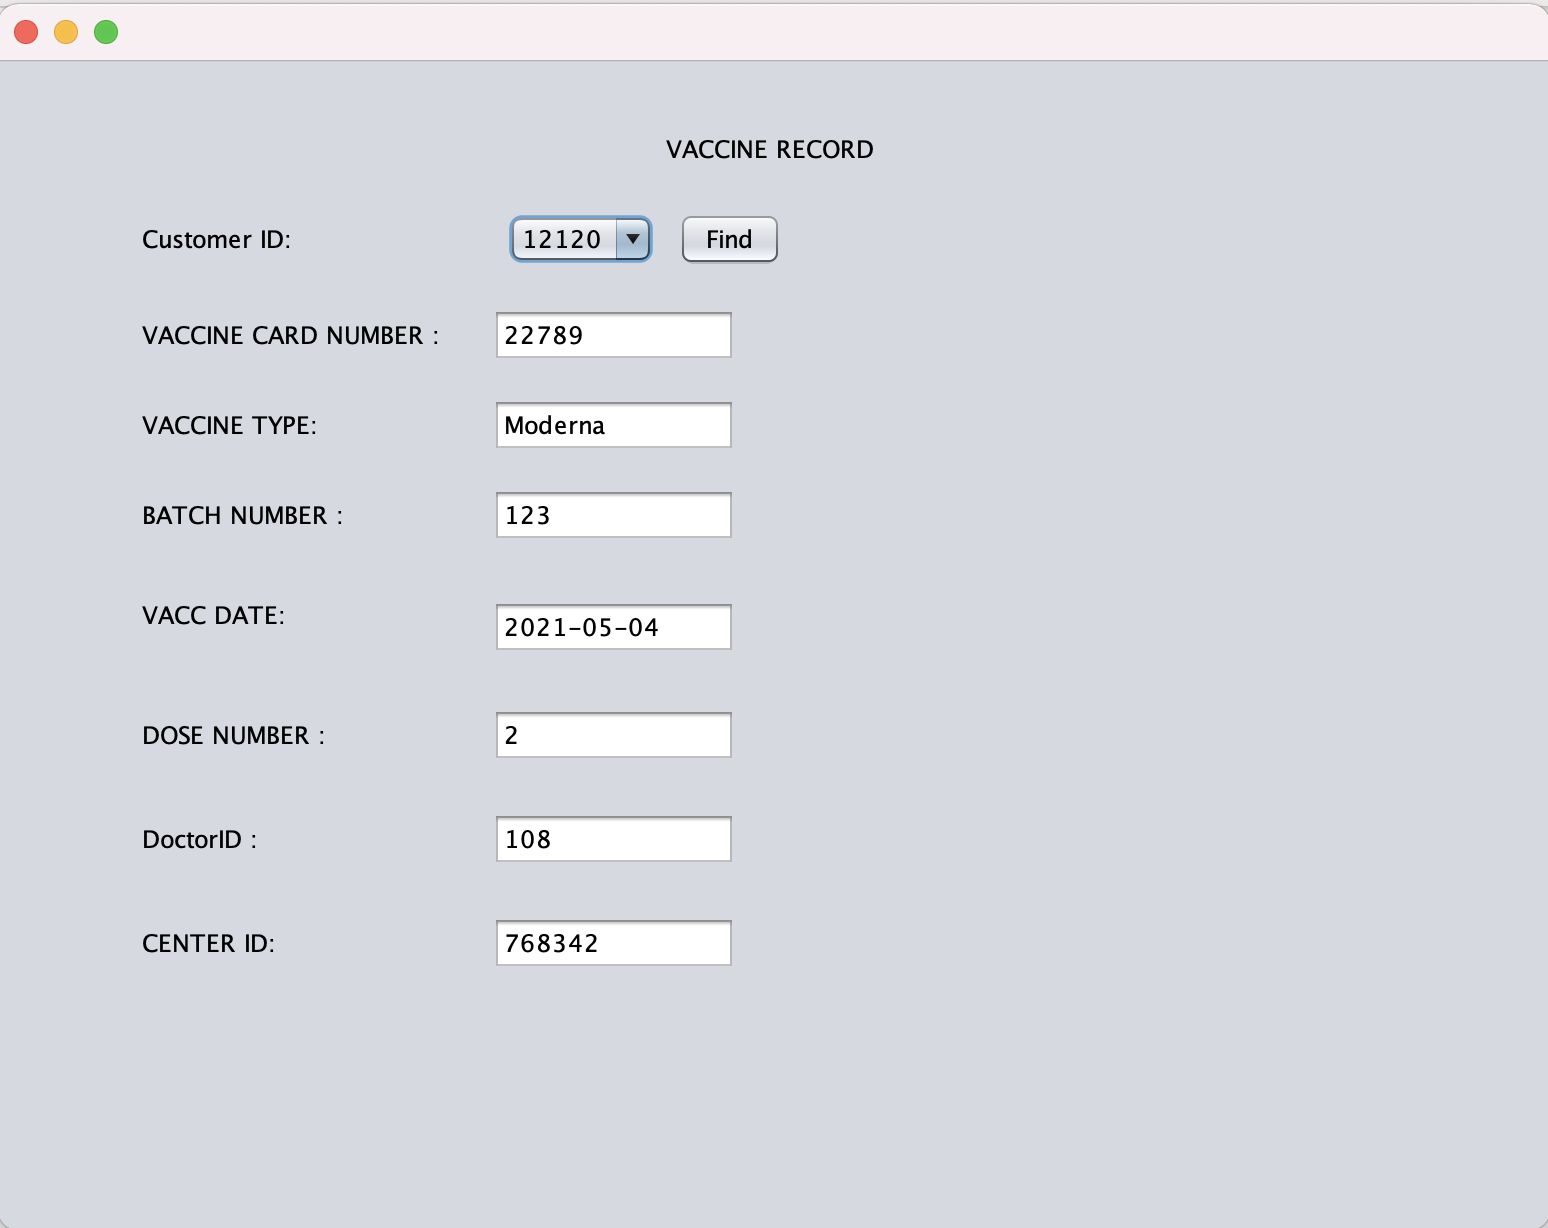 VACCINE RECORD
Customer ID: 12120 Find
VACCINE CARD NUMBER : 22789
VACCINE TYPE: Moderna
BATCH NUMBER : 123
VACC DATE: 2021-05-04
DOSE NUMBER : 2
DoctorID : 108
CENTER ID: 768342